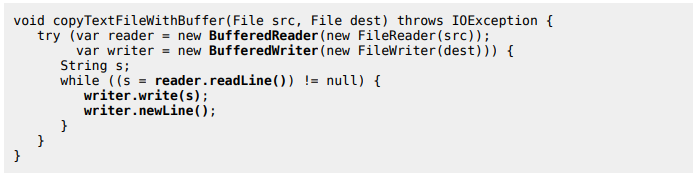 void copyTextFileWithBuffer(File src, File dest) throws IOException {
   try (var reader = new BufferedReader(new FileReader(src));
        var writer = new BufferedWriter(new FileWriter(dest))) {
      String s;
      while ((s = reader.readLine()) != null) {
         writer.write(s);
         writer.newLine();
      }
   }
}